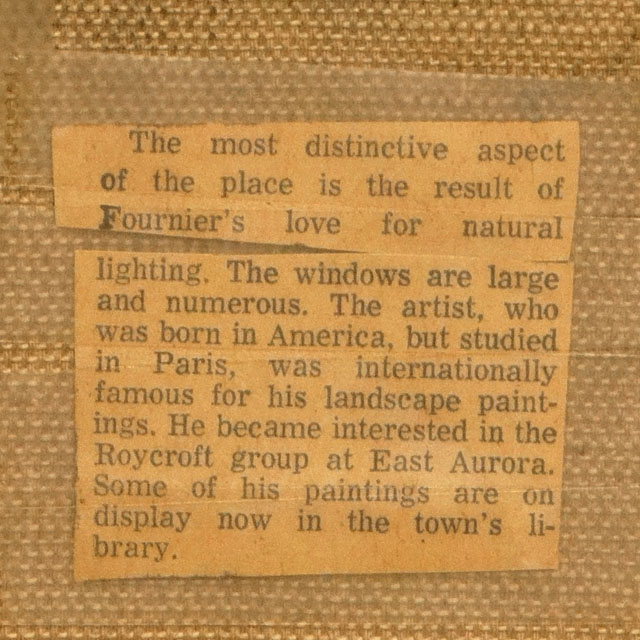 The most distinctive aspect
of the place is the result of
Fournier's love for natural
lighting. The windows are large
and numerous. The artist, who
was born in America, but studied
in Paris, was internationally
famous for his landscape paint-
ings. He became interested in the
Roycroft group at East Aurora.
Some of his paintings are on
display now in the town's li-
brary.